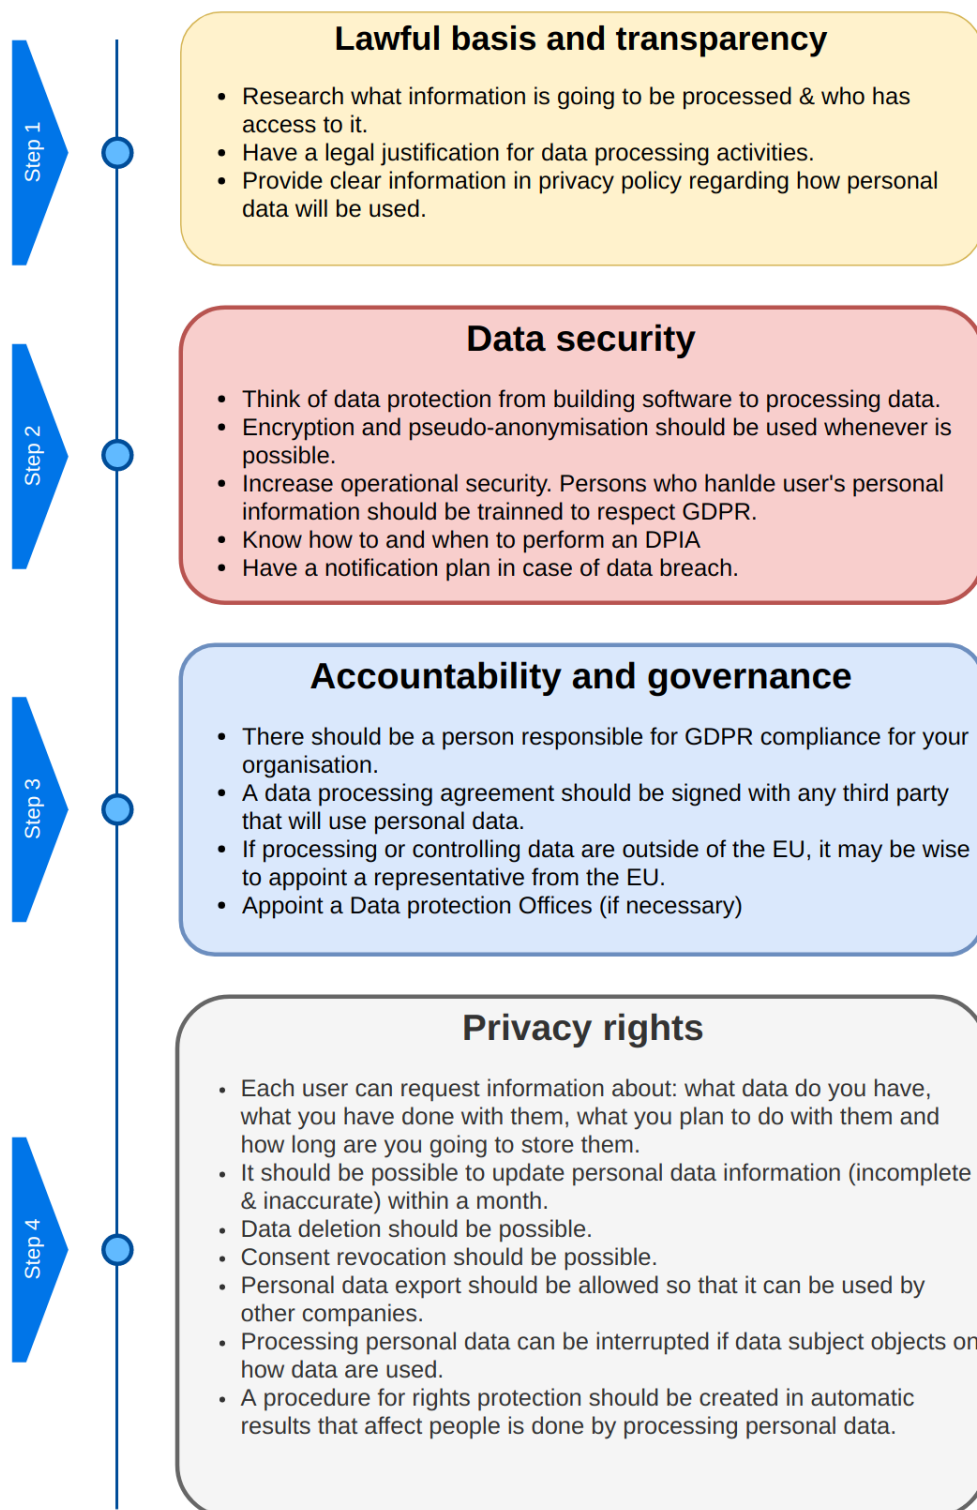 Step 1
Lawful basis and transparency
Research what information is going to be processed & who has
access to it.
Have a legal justification for data processing activities.
Provide clear information in privacy policy regarding how personal
data will be used.
Step 2
Data security
Think of data protection from building software to processing data.
Encryption and pseudo-anonymisation should be used whenever is
possible.
Increase operational security. Persons who hanlde user's personal
information should be trainned to respect GDPR.
Know how to and when to perform an DPIA
Have a notification plan in case of data breach.
Step 3
Accountability and governance
There should be a person responsible for GDPR compliance for your
organisation.
A data processing agreement should be signed with any third party
that will use personal data.
If processing or controlling data are outside of the EU, it may be wise
to appoint a representative from the EU.
Appoint a Data protection Offices (if necessary)
Step 4
Privacy rights
Each user can request information about: what data do you have,
what you have done with them, what you plan to do with them and
how long are you going to store them.
It should be possible to update personal data information (incomplete
& inaccurate) within a month.
Data deletion should be possible.
Consent revocation should be possible.
Personal data export should be allowed so that it can be used by
other companies.
Processing personal data can be interrupted if data subject objects on
how data are used.
A procedure for rights protection should be created in automatic
results that affect people is done by processing personal data.